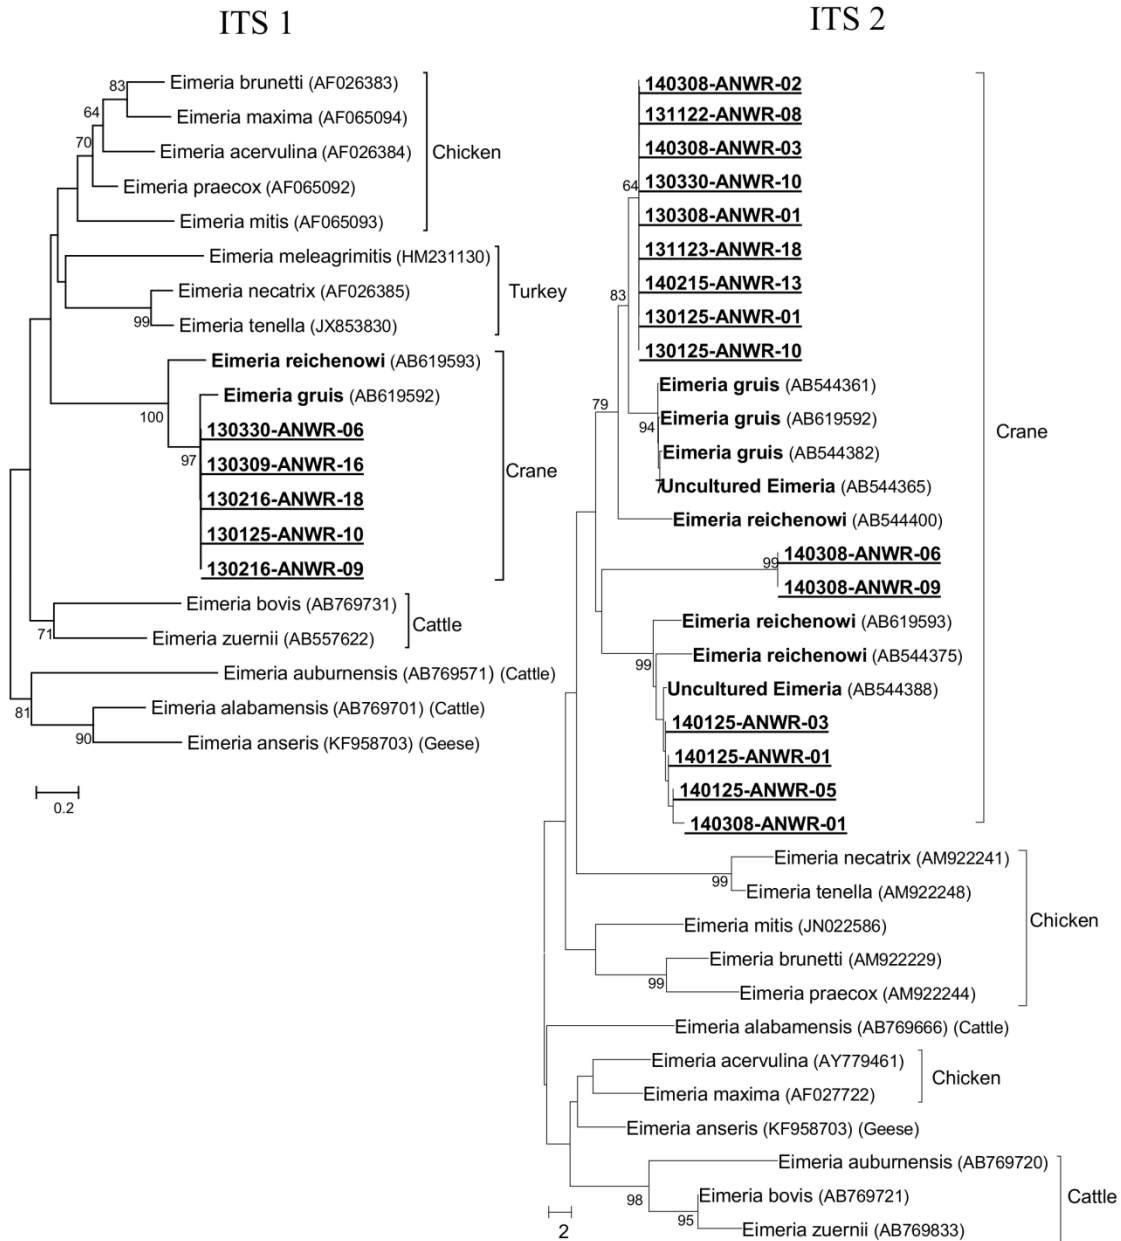 ITS 1
83
Eimeria brunetti (AF026383)
64
Eimeria maxima (AF065094)
70
Eimeria acervulina (AF026384)
Chicken
Eimeria praecox (AF065092)
Eimeria mitis (AF065093)
Eimeria meleagrimitis (HM231130)
Eimeria necatrix (AF026385)
Turkey
99
Eimeria tenella (JX853830)
Eimeria reichenowi (AB619593)
100
Eimeria gruis (AB619592)
130330-ANWR-06
97
130309-ANWR-16
Crane
130216-ANWR-18
130125-ANWR-10
130216-ANWR-09
Eimeria bovis (AB769731)
Cattle
71
Eimeria zuernii (AB557622)
Eimeria auburnensis (AB769571) (Cattle)
81
Eimeria alabamensis (AB769701) (Cattle)
90
Eimeria anseris (KF958703) (Geese)
0.2
ITS 2
140308-ANWR-02
131122-ANWR-08
140308-ANWR-03
64
130330-ANWR-10
130308-ANWR-01
131123-ANWR-18
83
140215-ANWR-13
130125-ANWR-01
130125-ANWR-10
Eimeria gruis (AB544361)
79
94
Eimeria gruis (AB619592)
Crane
Eimeria gruis (AB544382)
Uncultured Eimeria (AB544365)
Eimeria reichenowi (AB544400)
99
140308-ANWR-06
140308-ANWR-09
Eimeria reichenowi (AB619593)
99
Eimeria reichenowi (AB544375)
Uncultured Eimeria (AB544388)
140125-ANWR-03
140125-ANWR-01
140125-ANWR-05
140308-ANWR-01
Eimeria necatrix (AM922241)
99
Eimeria tenella (AM922248)
Chicken
Eimeria mitis (JN022586)
Eimeria brunetti (AM922229)
99
Eimeria praecox (AM922244)
Eimeria alabamensis (AB769666) (Cattle)
Eimeria acervulina (AY779461)
Chicken
Eimeria maxima (AF027722)
Eimeria anseris (KF958703) (Geese)
Eimeria auburnensis (AB769720)
98
Eimeria bovis (AB769721)
Cattle
95
Eimeria zuernii (AB769833)
2